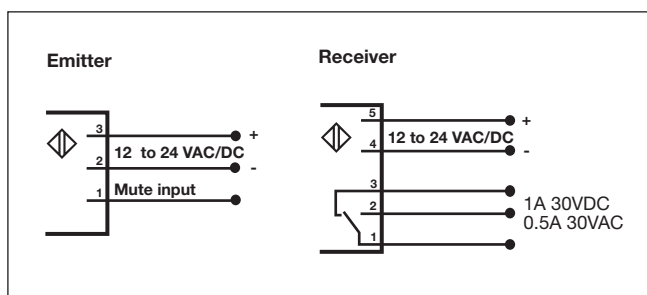 Emitter
3
+
12 to 24 VAC/DC
2
-
1
Mute input
Receiver
5
+
12 to 24 VAC/DC
4
-
3
2
1
1A 30VDC
0.5A 30VAC